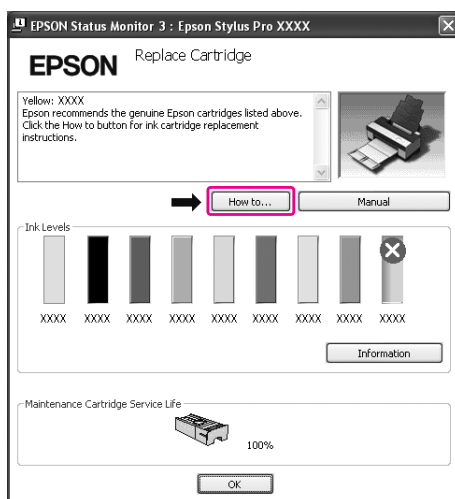 EPSON Status Monitor 3 : Epson Stylus Pro XXXX
EPSON
Replace Cartridge
Yellow: XXXX
Epson recommends the genuine Epson cartridges listed above.
Click the How to button for ink cartridge replacement
instructions.
How to...
Manual
Ink Levels
XXXX XXXX XXXX XXXX XXXX XXXX XXXX XXXX XXXX
Information
Maintenance Cartridge Service Life
100%
OK